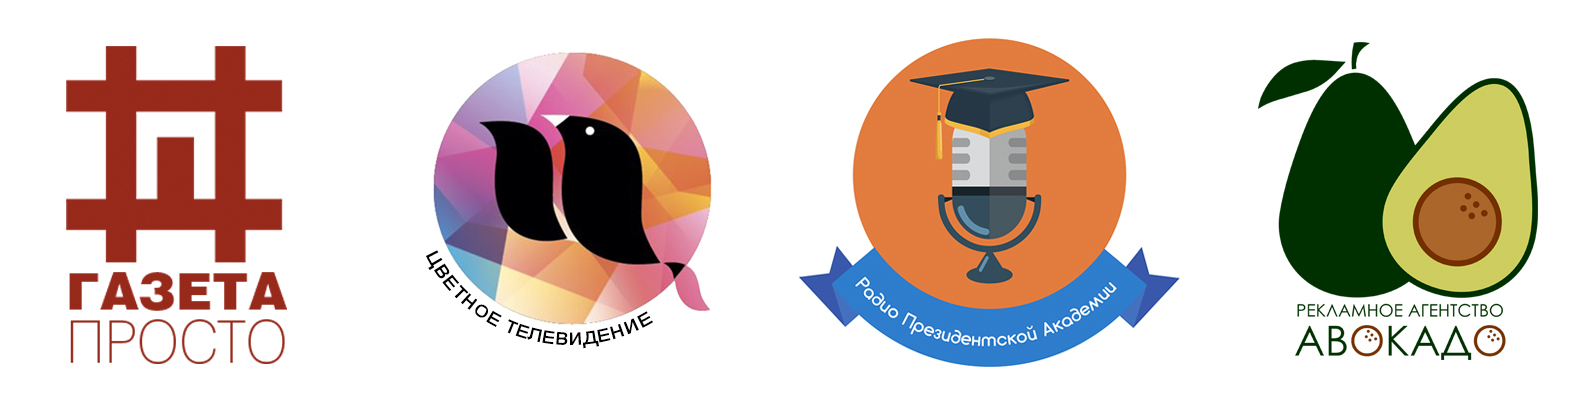 ГАЗЕТА
ПРОСТО
ЦВЕТНОЕ ТЕЛЕВИДЕНИЕ
Радио Президентской Академии
РЕКЛАМНОЕ АГЕНТСТВО
АВОКАДО